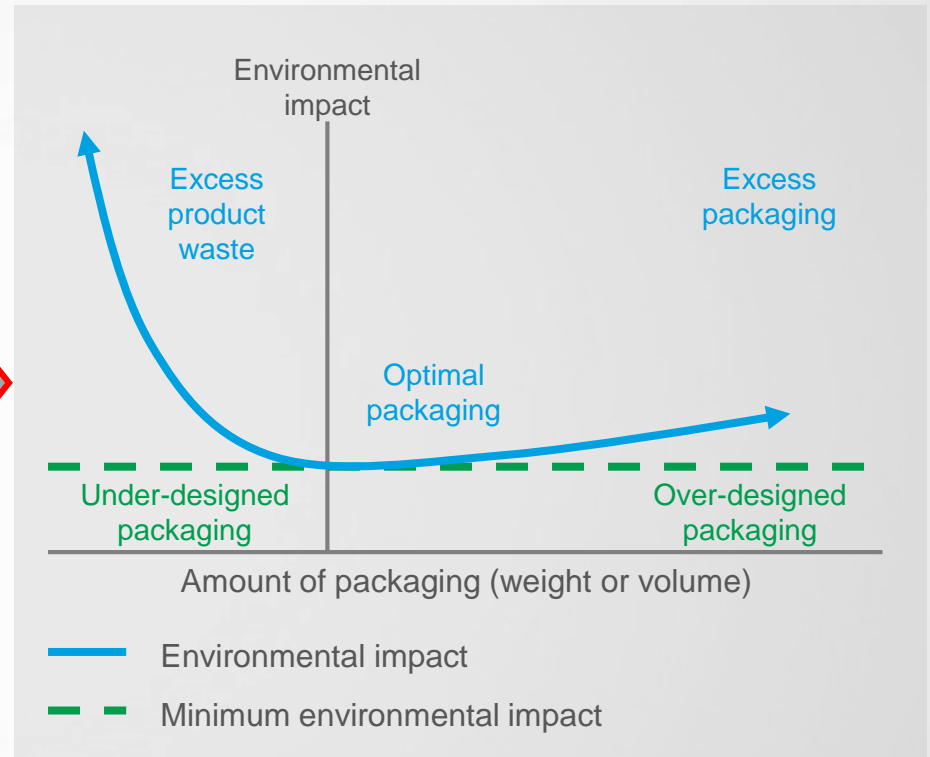 Environmental
impact
Excess
product
waste
Excess
packaging
Optimal
packaging
Under-designed
packaging
Over-designed
packaging
Amount of packaging (weight or volume)
Environmental impact
Minimum environmental impact